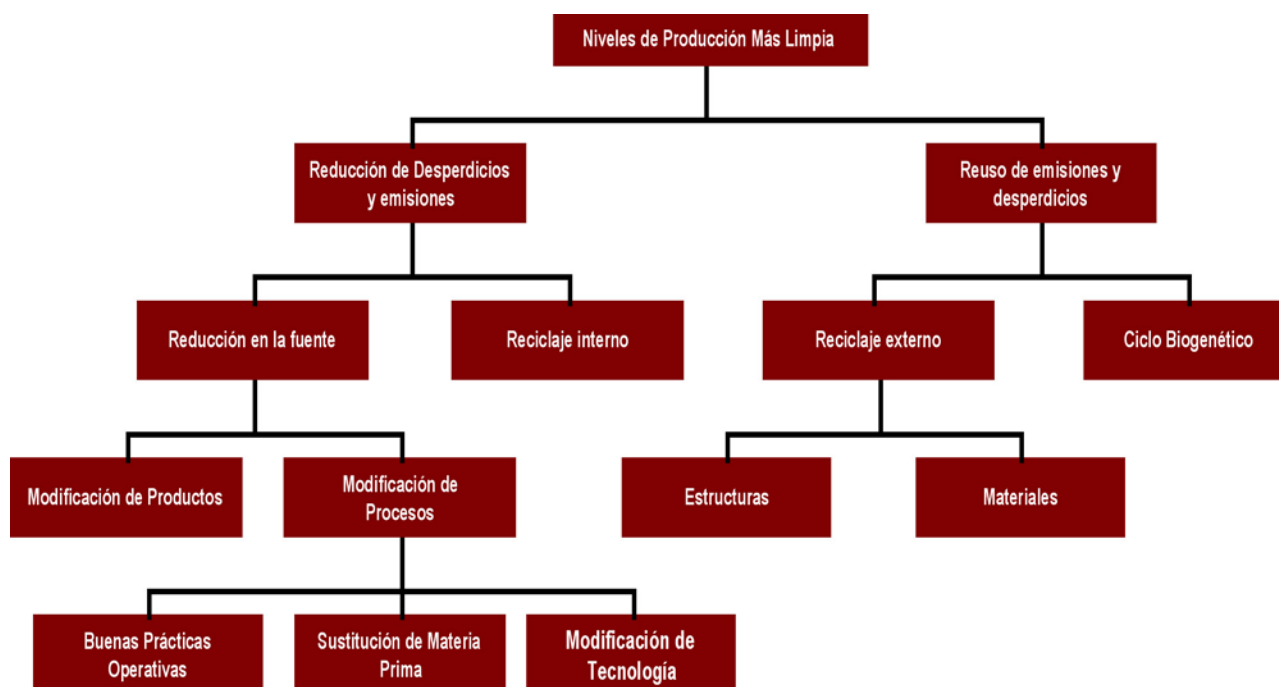 Niveles de Producción Más Limpia
Reducción de Desperdicios
y emisiones
Reuso de emisiones y
desperdicios
Reducción en la fuente
Reciclaje interno
Reciclaje externo
Ciclo Biogenético
Modificación de Productos
Modificación de
Procesos
Estructuras
Materiales
Buenas Prácticas
Operativas
Sustitución de Materia
Prima
Modificación de
Tecnología